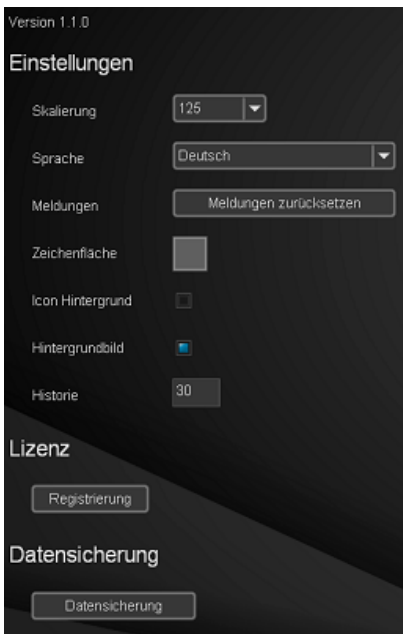 Version 1.1.0
Einstellungen
Skalierung 125
Sprache Deutsch
Meldungen Meldungen zurücksetzen
Zeichenfläche
Icon Hintergrund
Hintergrundbild
Historie 30
Lizenz
Registrierung
Datensicherung
Datensicherung